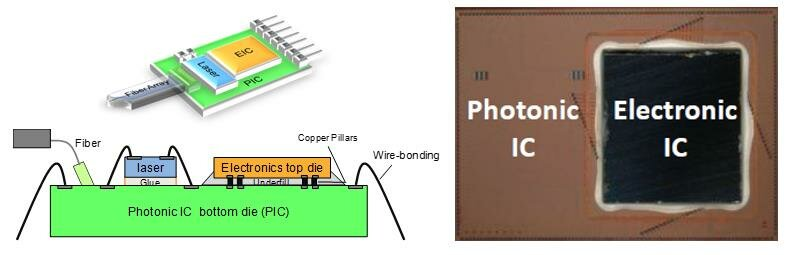 EIC
Laser
PIC
Fiber Array
Fiber
Copper Pillars
Wire-bonding
laser
Glue
Electronics top die
Underfill
Photonic IC bottom die (PIC)
Photonic
IC
Electronic
IC